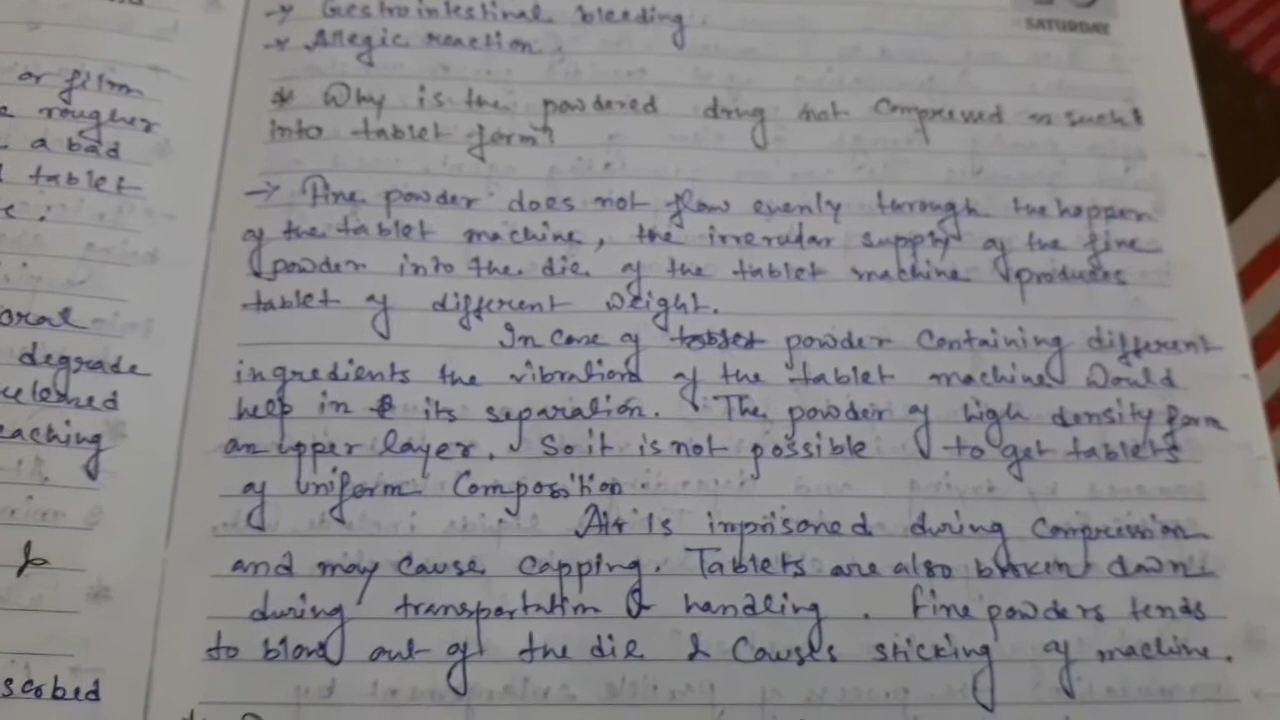 → Gestrointestinal bleeding.
→ Allegic reaction.
SATURDAY
* Why is the powdered drug not compressed as such
into tablet form?
→ Fine powder does not flow evenly through the hopper
of the tablet machine, the irrerular supply of the fine
powder into the die of the tablet machine produces
tablet of different weight.
In case of powder containing different
ingredients the vibrations of the tablet machine would
help in its separation. The powder of high density form
an upper layer. So it is not possible to get tablets
of uniform composition
Air is imprisoned during compression
and may cause capping. Tablets are also broken down
during transportation & handling. Fine powders tends
to blow out of the die & causes sticking of machine.
or film
rougher
a bad
tablet
oral
degrade
eaching